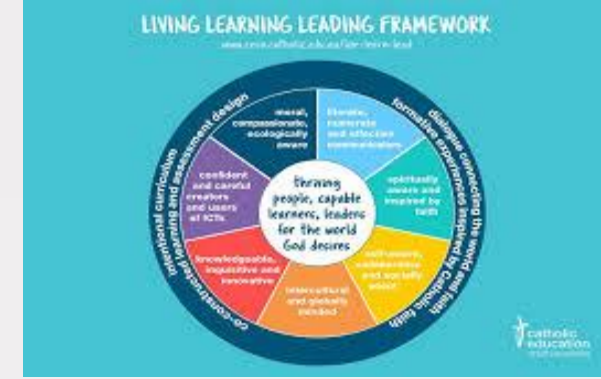 LIVING LEARNING LEADING FRAMEWORK
moral,
compassionate,
ecologically
aware
literate,
numerate
and effective
communicators
spiritually
aware and
inspired by
faith
self-aware,
collaborative
and socially
intercultural
and globally
minded
knowledgeable,
inquisitive and
innovative
confident
and careful
creators
and users
of ICTs
thriving
people, capable
learners, leaders
for the world
God desires
intentional curriculum
co-constructed learning and assessment design
dialogue connecting the world and faith
formative experiences inspired by Catholic faith
catholic
education